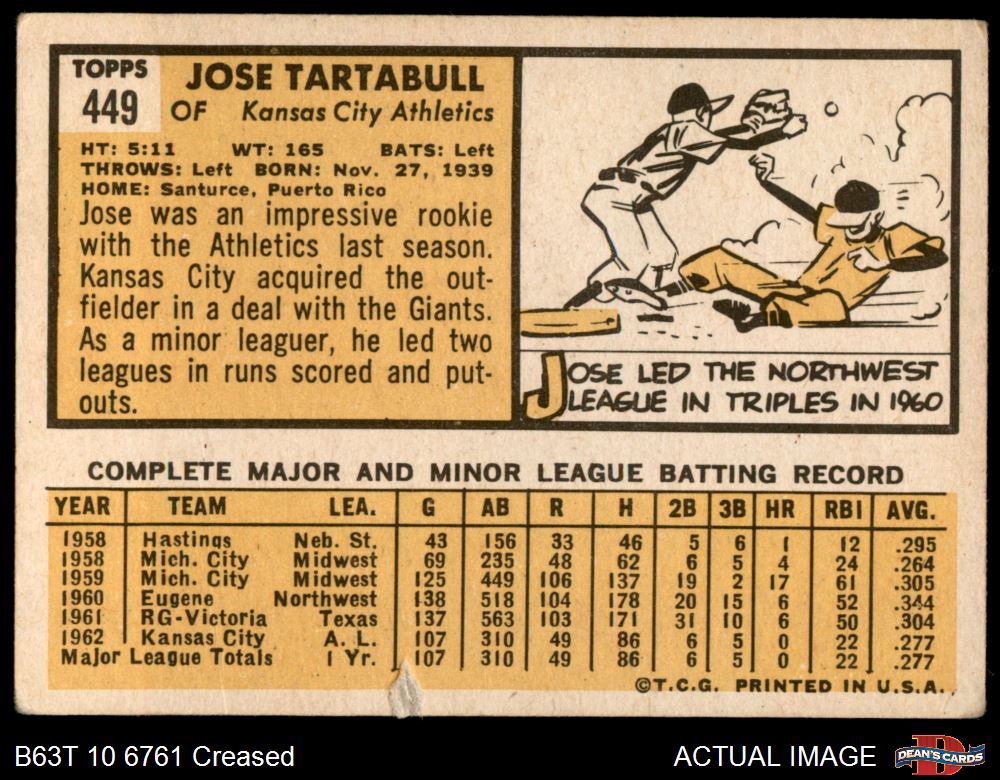 TOPPS
449
JOSE TARTABULL
OF Kansas City Athletics
HT: 5:11 WT: 165 BATS: Left
THROWS: Left BORN: Nov. 27, 1939
HOME: Santurce, Puerto Rico
Jose was an impressive rookie
with the Athletics last season.
Kansas City acquired the out-
fielder in a deal with the Giants.
As a minor leaguer, he led two
leagues in runs scored and put-
outs.
JOSE LED THE NORTHWEST
LEAGUE IN TRIPLES IN 1960
COMPLETE MAJOR AND MINOR LEAGUE BATTING RECORD
YEAR TEAM LEA. G AB R H 2B 3B HR RBI AVG.
1958 Hastings Neb. St. 43 156 33 46 5 6 1 12 .295
1958 Mich. City Midwest 69 235 48 62 6 5 4 24 .264
1959 Mich. City Midwest 125 449 106 137 19 2 17 61 .305
1960 Eugene Northwest 138 518 104 178 20 15 6 52 .344
1961 RG-Victoria Texas 137 563 103 171 31 10 6 50 .304
1962 Kansas City A. L. 107 310 49 86 6 5 0 22 .277
Major League Totals 1 Yr. 107 310 49 86 6 5 0 22 .277
©T.C.G. PRINTED IN U.S.A.
B63T 10 6761 Creased
ACTUAL IMAGE
DEAN'S CARDS